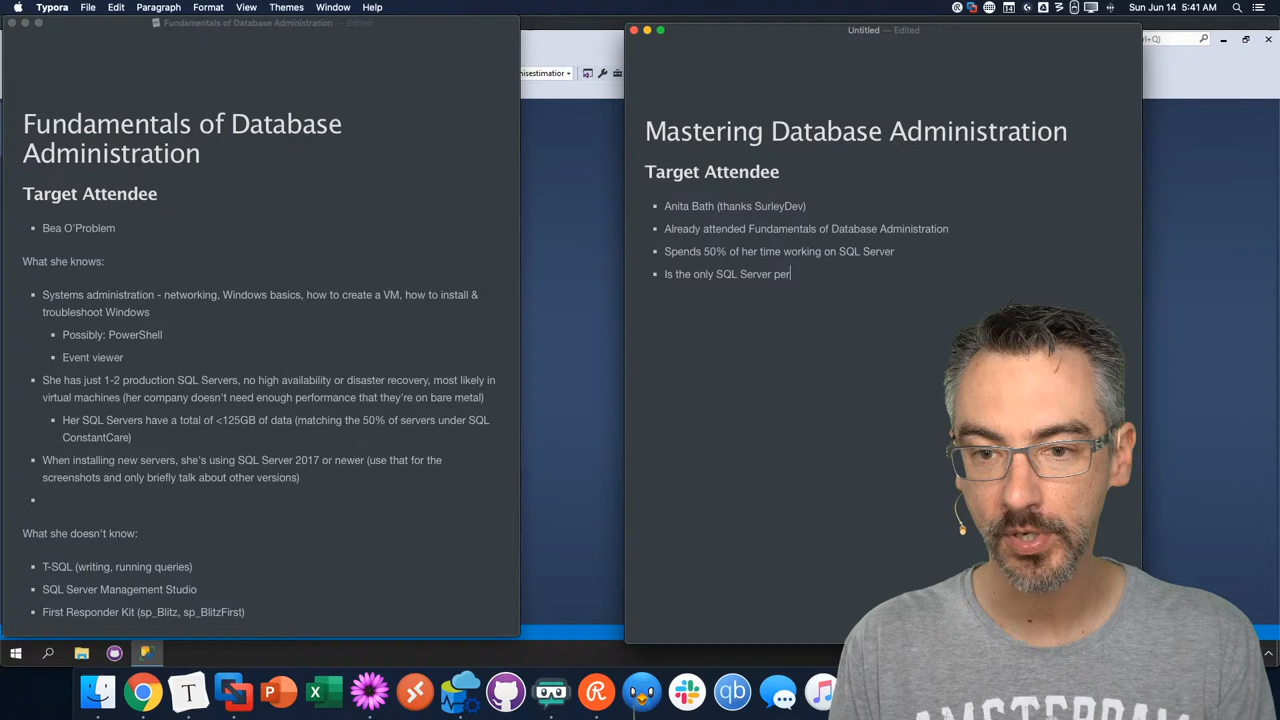 Typora File Edit Paragraph Format View Themes Window Help
Sun Jun 14 5:41 AM
Fundamentals of Database Administration — Edited
Untitled — Edited
trl+Q)
nisestimation
Fundamentals of Database
Administration
Target Attendee
Bea O'Problem
What she knows:
Systems administration - networking, Windows basics, how to create a VM, how to install &
troubleshoot Windows
Possibly: PowerShell
Event viewer
She has just 1-2 production SQL Servers, no high availability or disaster recovery, most likely in
virtual machines (her company doesn't need enough performance that they're on bare metal)
Her SQL Servers have a total of <125GB of data (matching the 50% of servers under SQL
ConstantCare)
When installing new servers, she's using SQL Server 2017 or newer (use that for the
screenshots and only briefly talk about other versions)
What she doesn't know:
T-SQL (writing, running queries)
SQL Server Management Studio
First Responder Kit (sp_Blitz, sp_BlitzFirst)
Mastering Database Administration
Target Attendee
Anita Bath (thanks SurleyDev)
Already attended Fundamentals of Database Administration
Spends 50% of her time working on SQL Server
Is the only SQL Server per
AMSTERDAM